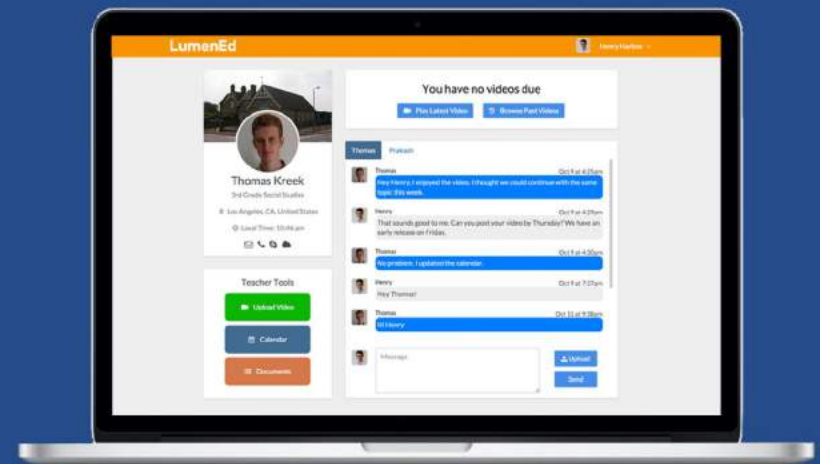 LumenEd
Henry Harlow
Thomas Kreek
3rd Grade Social Studies
Los Angeles, CA, United States
Local Time: 10:46 am
Teacher Tools
Upload Video
Calendar
Documents
You have no videos due
Play Latest Video
Browse Past Videos
Thomas
Prakash
Thomas
Oct 9 at 4:25pm
Hey Henry, I enjoyed the video. I thought we could continue with the same
topic this week.
Henry
Oct 9 at 4:29pm
That sounds good to me. Can you post your video by Thursday? We have an
early release on Friday.
Thomas
Oct 9 at 4:30pm
No problem. I updated the calendar.
Henry
Oct 9 at 7:37pm
Hey Thomas!
Thomas
Oct 11 at 9:38am
Hi Henry
Message
Upload
Send